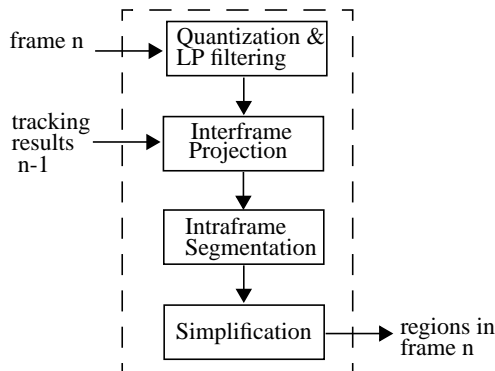 frame n
Quantization &
LP filtering
tracking
results
n-1
Interframe
Projection
Intraframe
Segmentation
Simplification
regions in
frame n